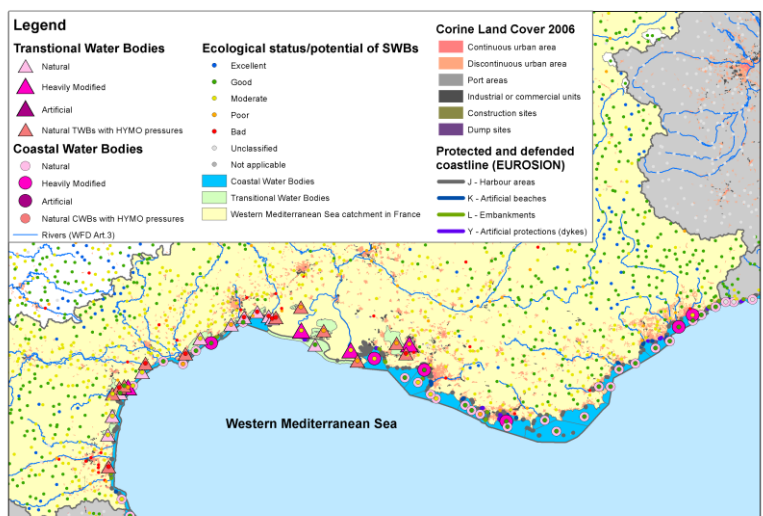 Legend
Transtional Water Bodies
Natural
Heavily Modified
Artificial
Natural TWBs with HYMO pressures
Coastal Water Bodies
Natural
Heavily Modified
Artificial
Natural CWBs with HYMO pressures
Rivers (WFD Art.3)
Ecological status/potential of SWBs
Excellent
Good
Moderate
Poor
Bad
Unclassified
Not applicable
Coastal Water Bodies
Transitional Water Bodies
Western Mediterranean Sea catchment in France
Corine Land Cover 2006
Continuous urban area
Discontinuous urban area
Port areas
Industrial or commercial units
Construction sites
Dump sites
Protected and defended
coastline (EUROSION)
J - Harbour areas
K - Artificial beaches
L - Embankments
Y - Artificial protections (dykes)
Western Mediterranean Sea